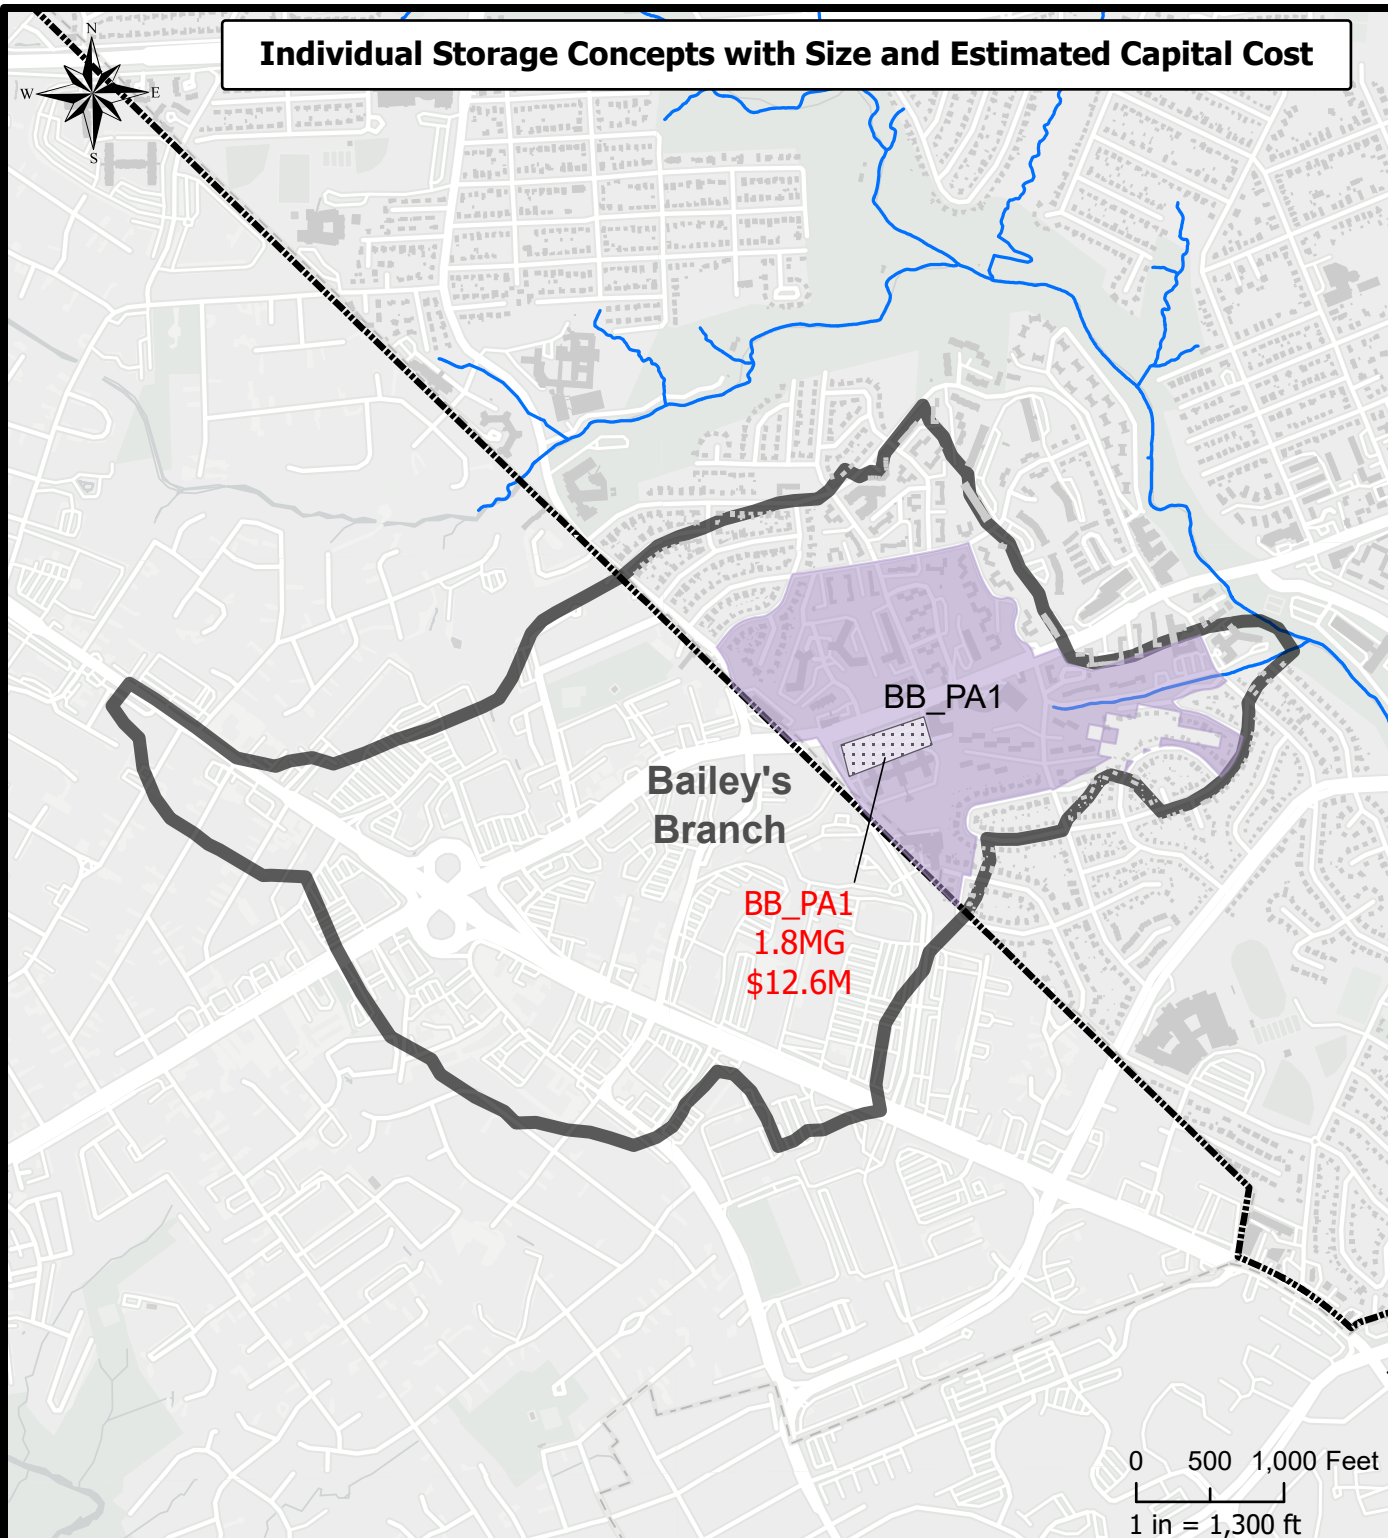 Individual Storage Concepts with Size and Estimated Capital Cost
N
W E
S
BB_PA1
Bailey's
Branch
BB_PA1
1.8MG
$12.6M
0 500 1,000 Feet
1 in = 1,300 ft